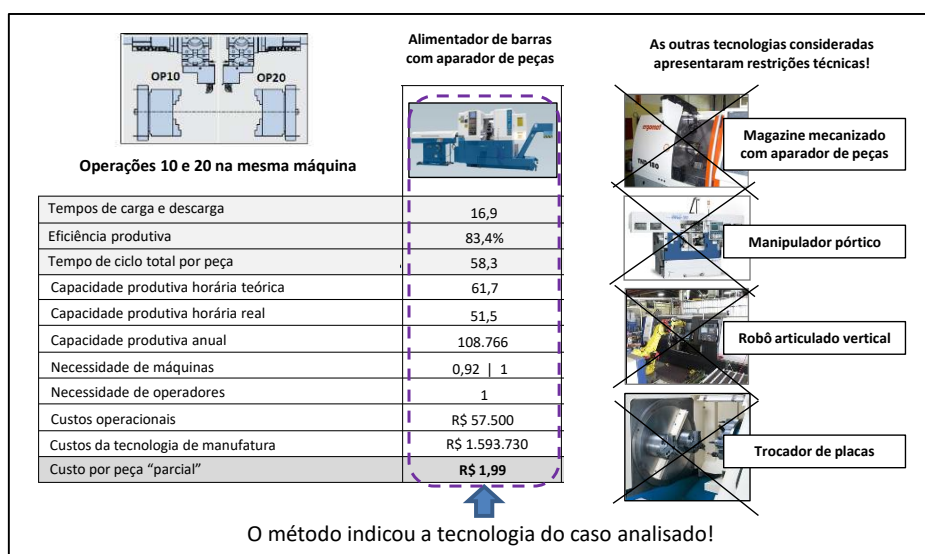 Alimentador de barras
com aparador de peças
As outras tecnologias consideradas
apresentaram restrições técnicas!
OP10
OP20
Operações 10 e 20 na mesma máquina
Magazine mecanizado
com aparador de peças
Manipulador pórtico
Robô articulado vertical
Trocador de placas
Tempos de carga e descarga 16,9
Eficiência produtiva 83,4%
Tempo de ciclo total por peça 58,3
Capacidade produtiva horária teórica 61,7
Capacidade produtiva horária real 51,5
Capacidade produtiva anual 108.766
Necessidade de máquinas 0,92 | 1
Necessidade de operadores 1
Custos operacionais R$ 57.500
Custos da tecnologia de manufatura R$ 1.593.730
Custo por peça “parcial” R$ 1,99
O método indicou a tecnologia do caso analisado!